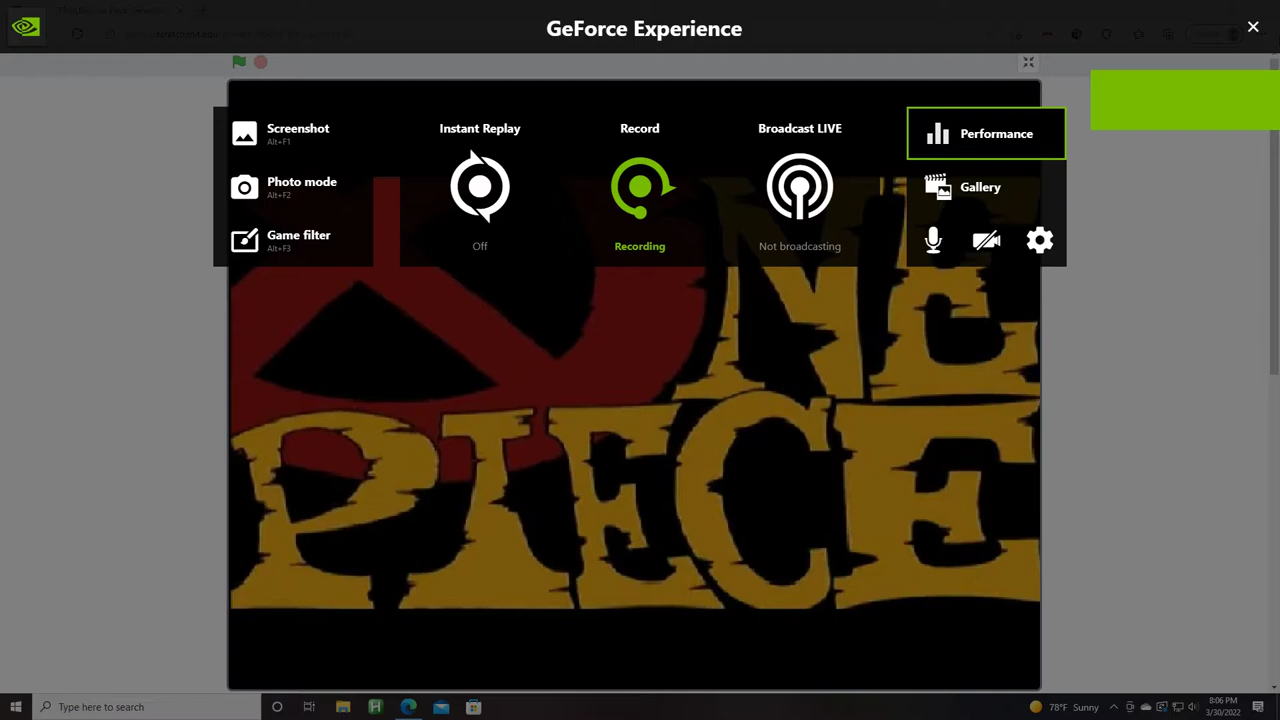 GeForce Experience
Screenshot
Alt+F1
Photo mode
Alt+F2
Game filter
Alt+F3
Instant Replay
Off
Record
Recording
Broadcast LIVE
Not broadcasting
Performance
Gallery
NE
PIECE
Type here to search
78°F Sunny
8:06 PM
3/30/2022